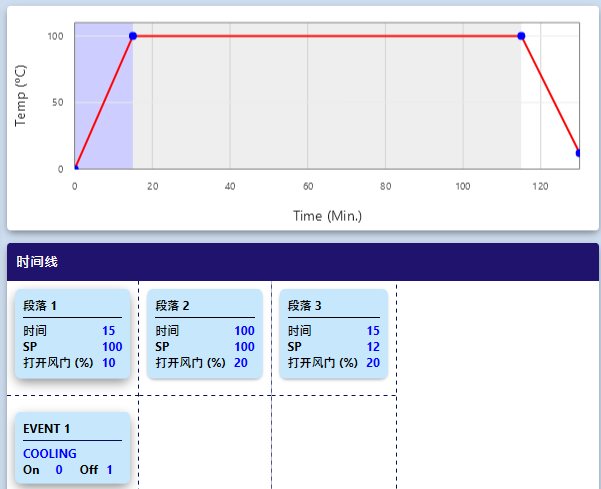 Temp (ºC)
100
50
0
0 20 40 60 80 100 120
Time (Min.)
时间线
段落 1
时间 15
SP 100
打开风门 (%) 10
段落 2
时间 100
SP 100
打开风门 (%) 20
段落 3
时间 15
SP 12
打开风门 (%) 20
EVENT 1
COOLING
On 0 Off 1